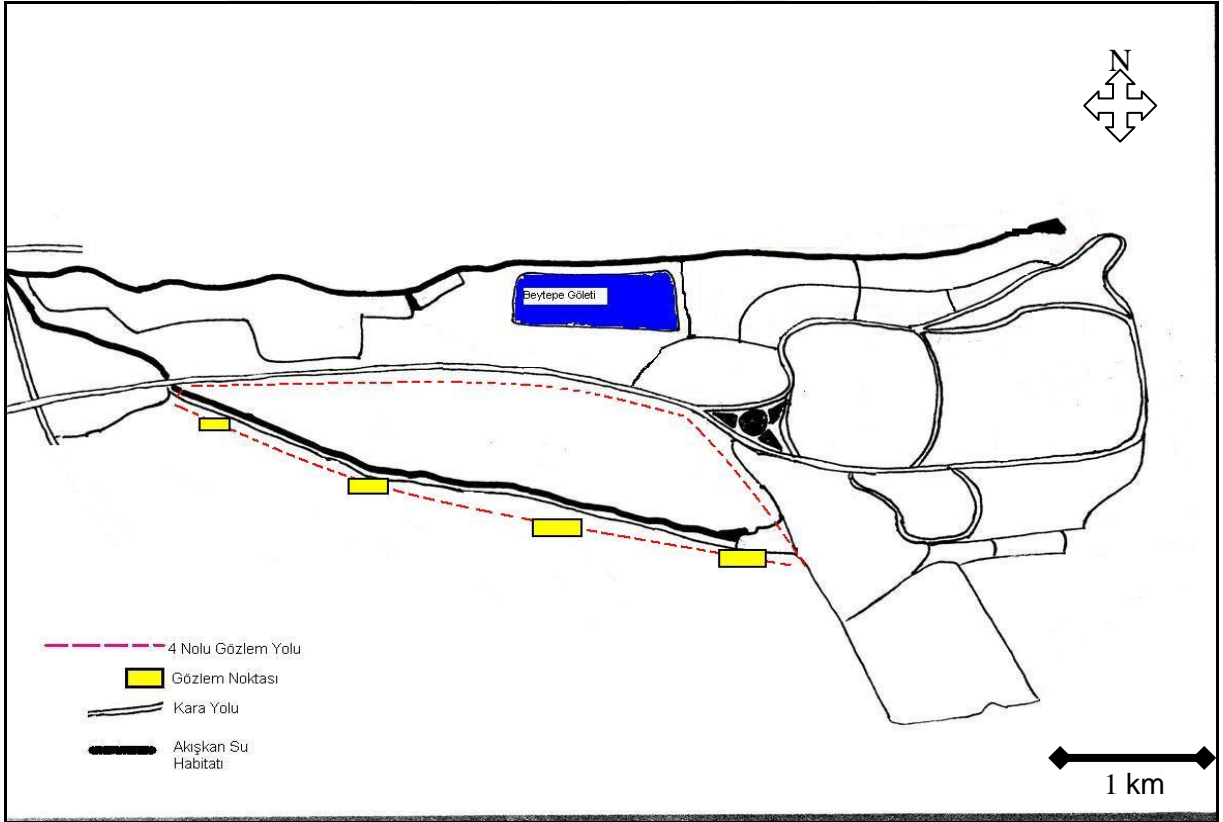 N
Beytepe Göleti
4 Nolu Gözlem Yolu
Gözlem Noktası
Kara Yolu
Akışkan Su
Habitatı
1 km